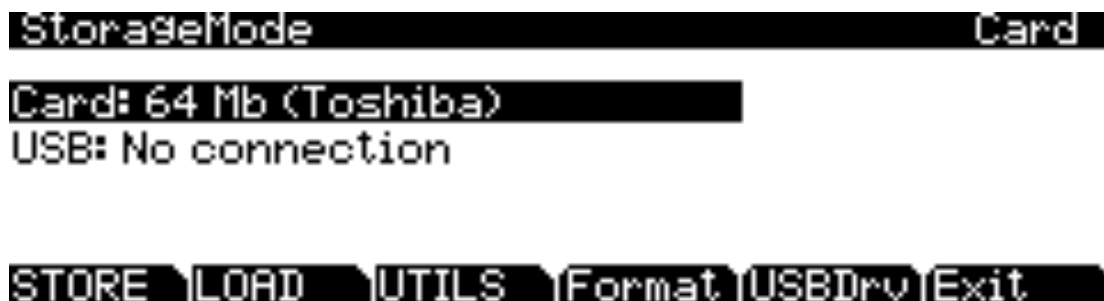 StorageMode Card
Card: 64 Mb (Toshiba)
USB: No connection
STORE LOAD UTILS Format USBDrv Exit